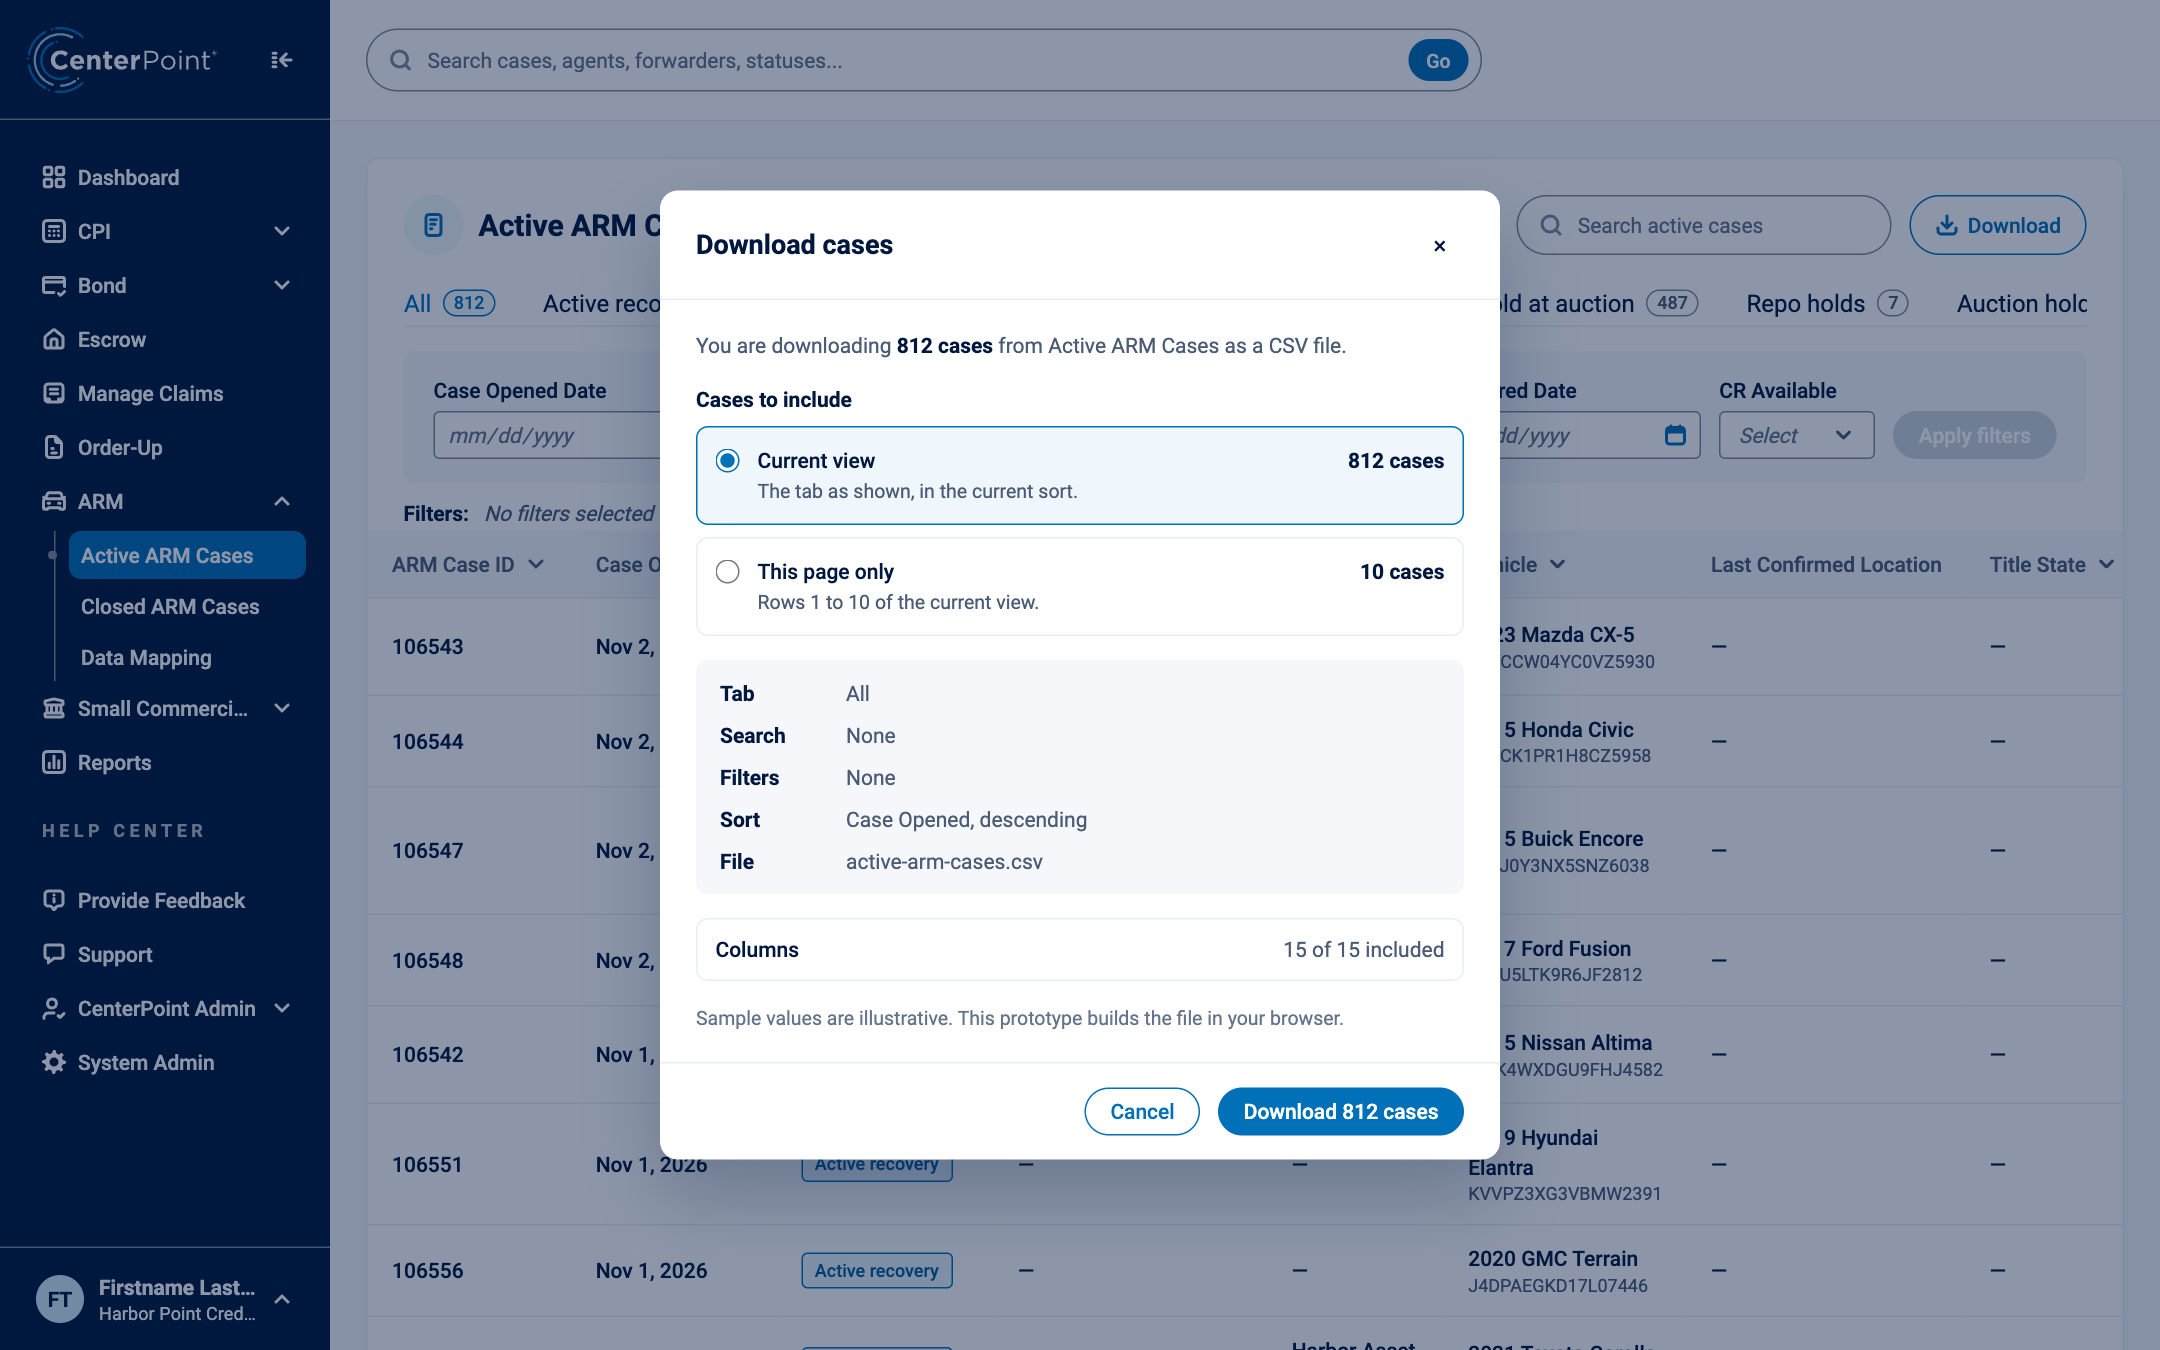 CenterPoint
Search cases, agents, forwarders, statuses...
Go
Dashboard
CPI
Bond
Escrow
Manage Claims
Order-Up
ARM
Active ARM Cases
Closed ARM Cases
Data Mapping
Small Commerci...
Reports
HELP CENTER
Provide Feedback
Support
CenterPoint Admin
System Admin
FT
Firstname Last...
Harbor Point Cred...
Active ARM C
Search active cases
Download
All 812
Active reco
ld at auction 487
Repo holds 7
Auction hold
Case Opened Date
mm/dd/yyyy
red Date
dd/yyyy
CR Available
Select
Apply filters
Filters: No filters selected
ARM Case ID
Case O
icle
Last Confirmed Location
Title State
106543
Nov 2,
23 Mazda CX-5
CCW04YC0VZ5930
—
—
106544
Nov 2,
5 Honda Civic
CK1PR1H8CZ5958
—
—
106547
Nov 2,
5 Buick Encore
J0Y3NX5SNZ6038
—
—
106548
Nov 2,
7 Ford Fusion
U5LTK9R6JF2812
—
—
106542
Nov 1,
5 Nissan Altima
K4WXDGU9FHJ4582
—
—
106551
Nov 1, 2026
Active recovery
—
—
9 Hyundai
Elantra
KVVPZ3XG3VBMW2391
—
—
106556
Nov 1, 2026
Active recovery
—
—
2020 GMC Terrain
J4DPAEGKD17L07446
—
—
Download cases
×
You are downloading 812 cases from Active ARM Cases as a CSV file.
Cases to include
Current view
812 cases
The tab as shown, in the current sort.
This page only
10 cases
Rows 1 to 10 of the current view.
Tab All
Search None
Filters None
Sort Case Opened, descending
File active-arm-cases.csv
Columns
15 of 15 included
Sample values are illustrative. This prototype builds the file in your browser.
Cancel
Download 812 cases